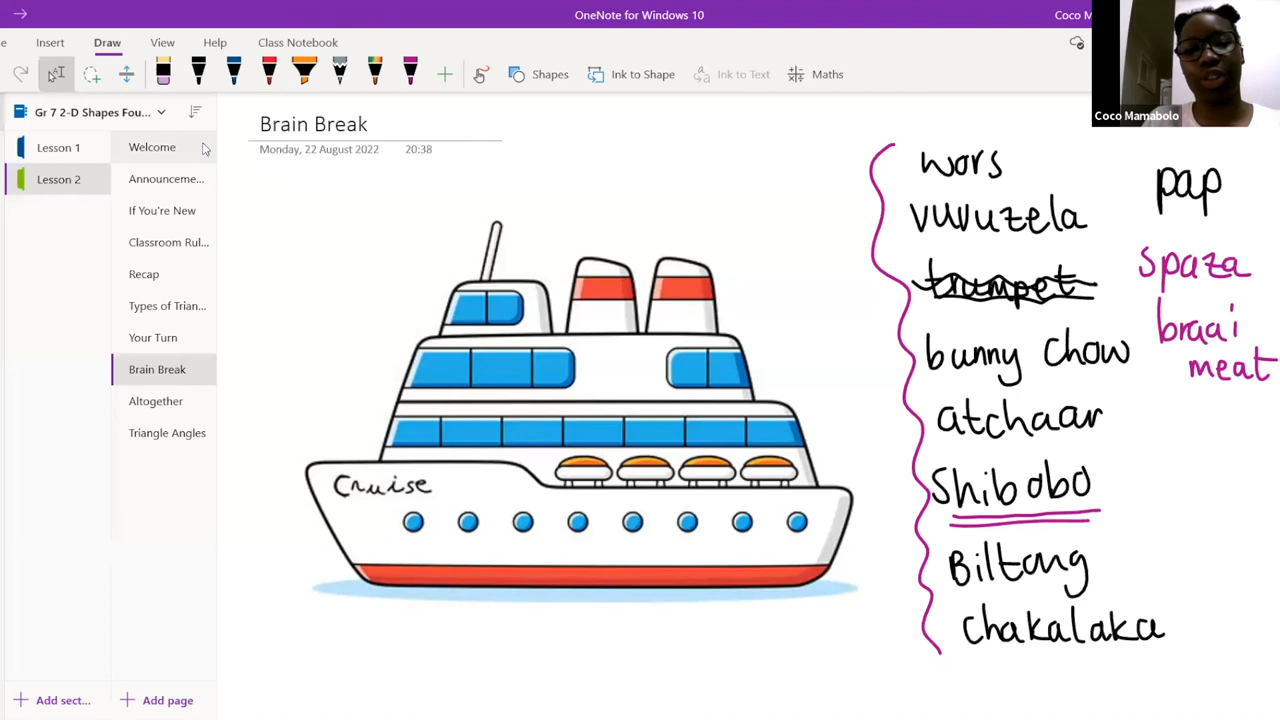 OneNote for Windows 10
Coco M
e
Insert
Draw
View
Help
Class Notebook
Shapes
Ink to Shape
Ink to Text
Maths
Coco Mamabolo
Gr 7 2-D Shapes Fou...
Lesson 1
Lesson 2
Welcome
Announceme...
If You're New
Classroom Rul...
Recap
Types of Trian...
Your Turn
Brain Break
Altogether
Triangle Angles
Add sect...
Add page
Brain Break
Monday, 22 August 2022 20:38
Cruise
wors
vuvuzela
trumpet
bunny chow
atchaar
Shibobo
Biltong
chakalaka
pap
spaza
braai
meat